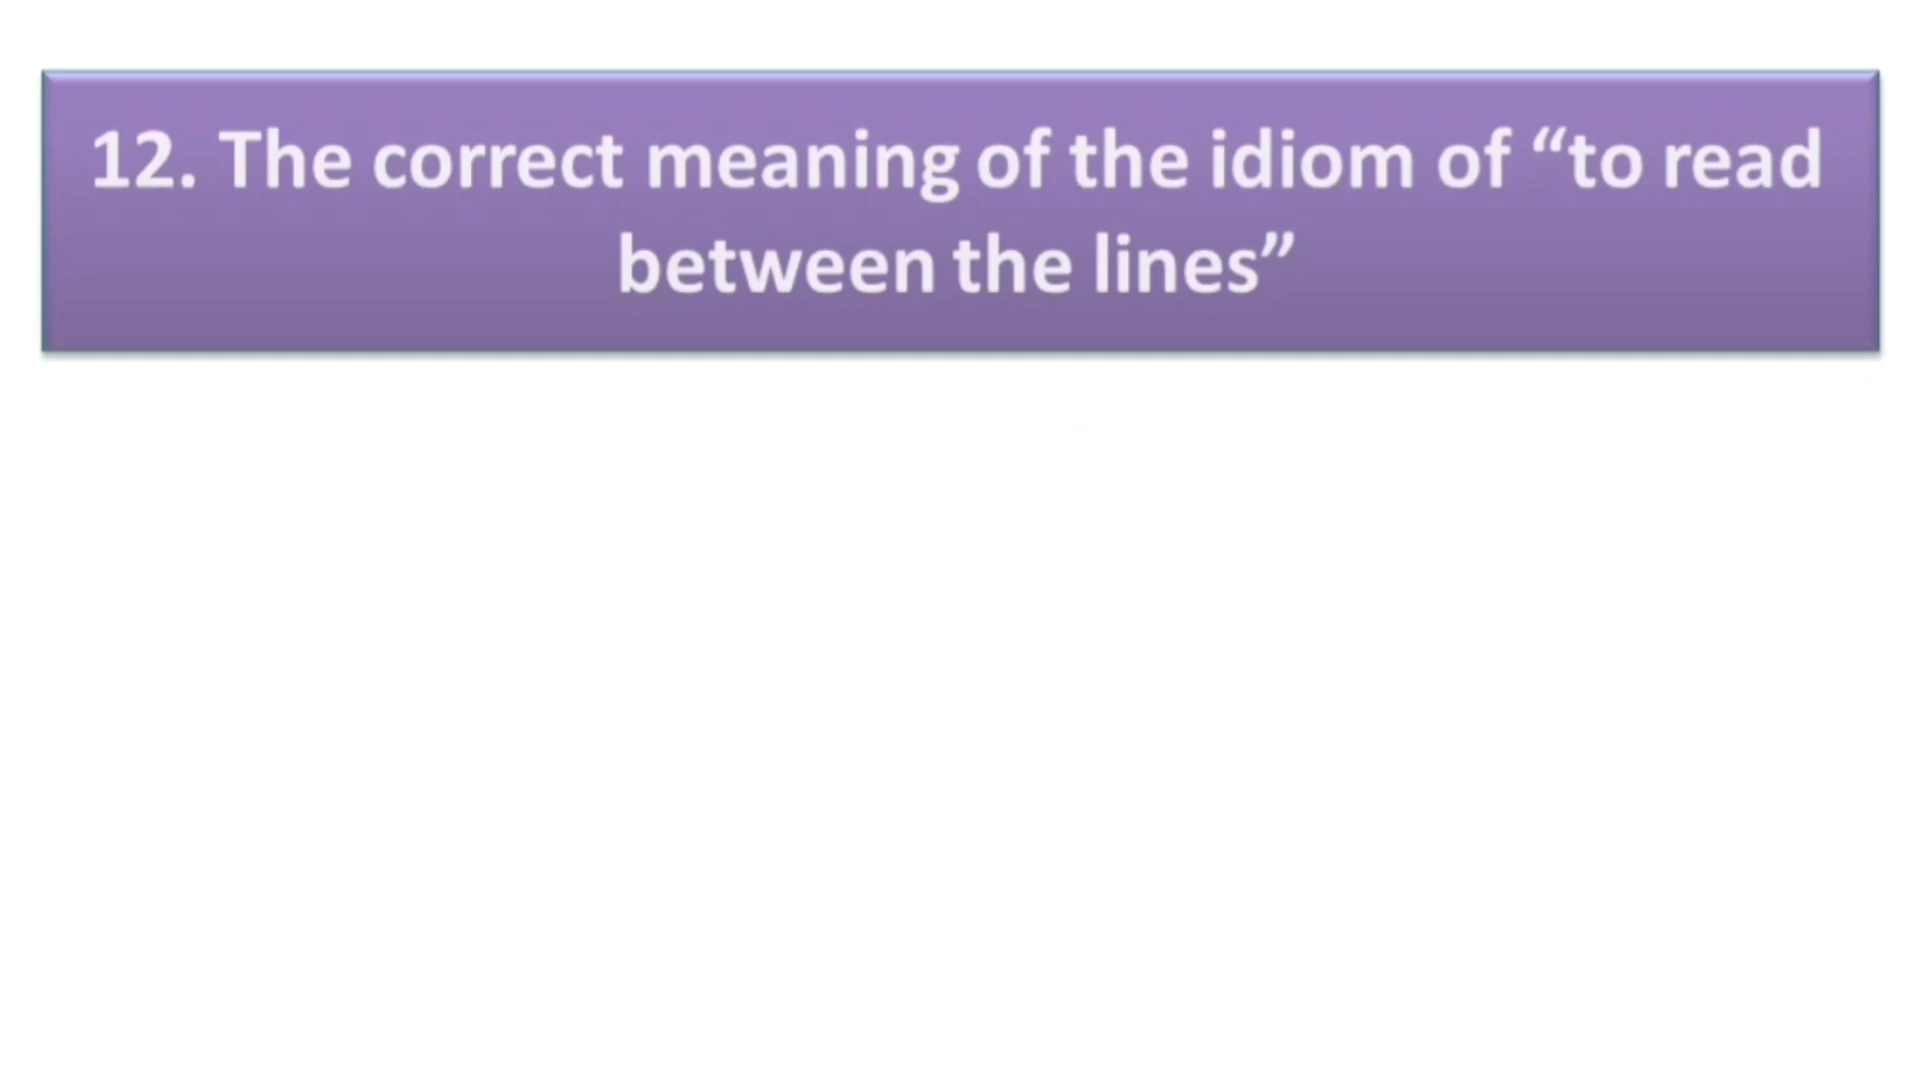 12. The correct meaning of the idiom of “to read
between the lines”